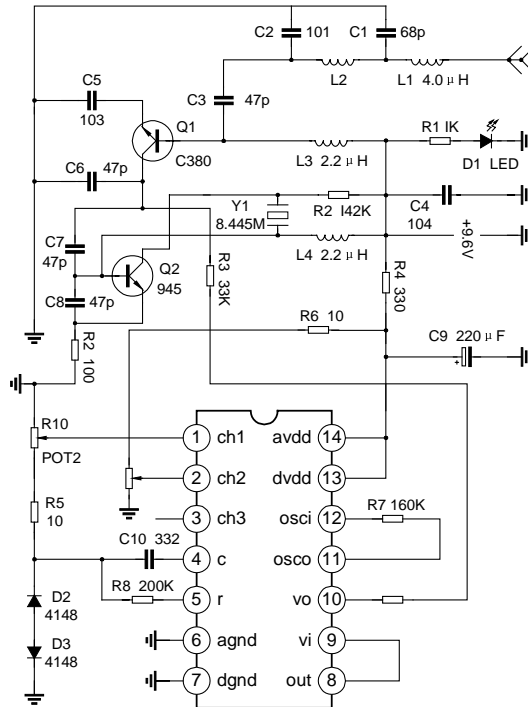 C2 101
C1 68p
L2
L1 4.0μH
C5
103
C3 47p
Q1
C380
R1 IK
D1 LED
L3 2.2μH
C6 47p
Y1
8.445M
R2 I42K
C4
104
+9.6V
C7
47p
Q2
945
L4 2.2μH
R3 33K
R4 330
C8 47p
R2 100
R6 10
C9 220μF
+
R10
POT2
1 ch1 avdd 14
2 ch2 dvdd 13
R5
10
3 ch3 osci 12
R7 160K
C10 332
4 c osco 11
R8 200K
5 r vo 10
D2
4148
D3
4148
6 agnd vi 9
7 dgnd out 8